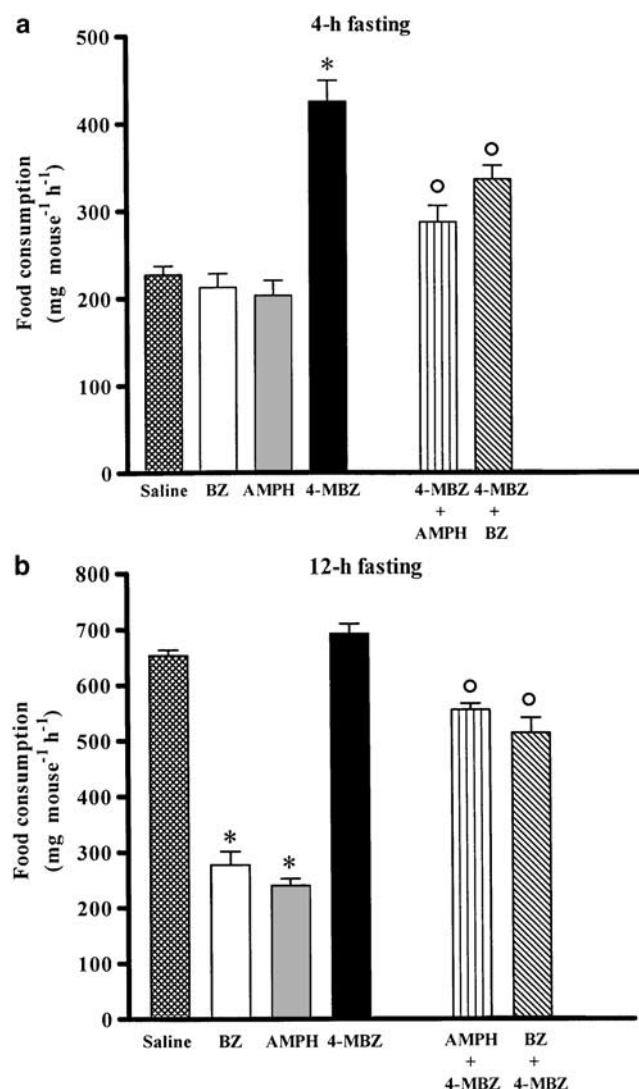 a
4-h fasting
Food consumption
(mg mouse⁻¹ h⁻¹)
500
400
300
200
100
0
*
Saline BZ AMPH 4-MBZ 4-MBZ 4-MBZ
+ +
AMPH BZ
b
12-h fasting
Food consumption
(mg mouse⁻¹ h⁻¹)
800
700
600
500
400
300
200
100
0
* *
Saline BZ AMPH 4-MBZ AMPH BZ
+ +
4-MBZ 4-MBZ